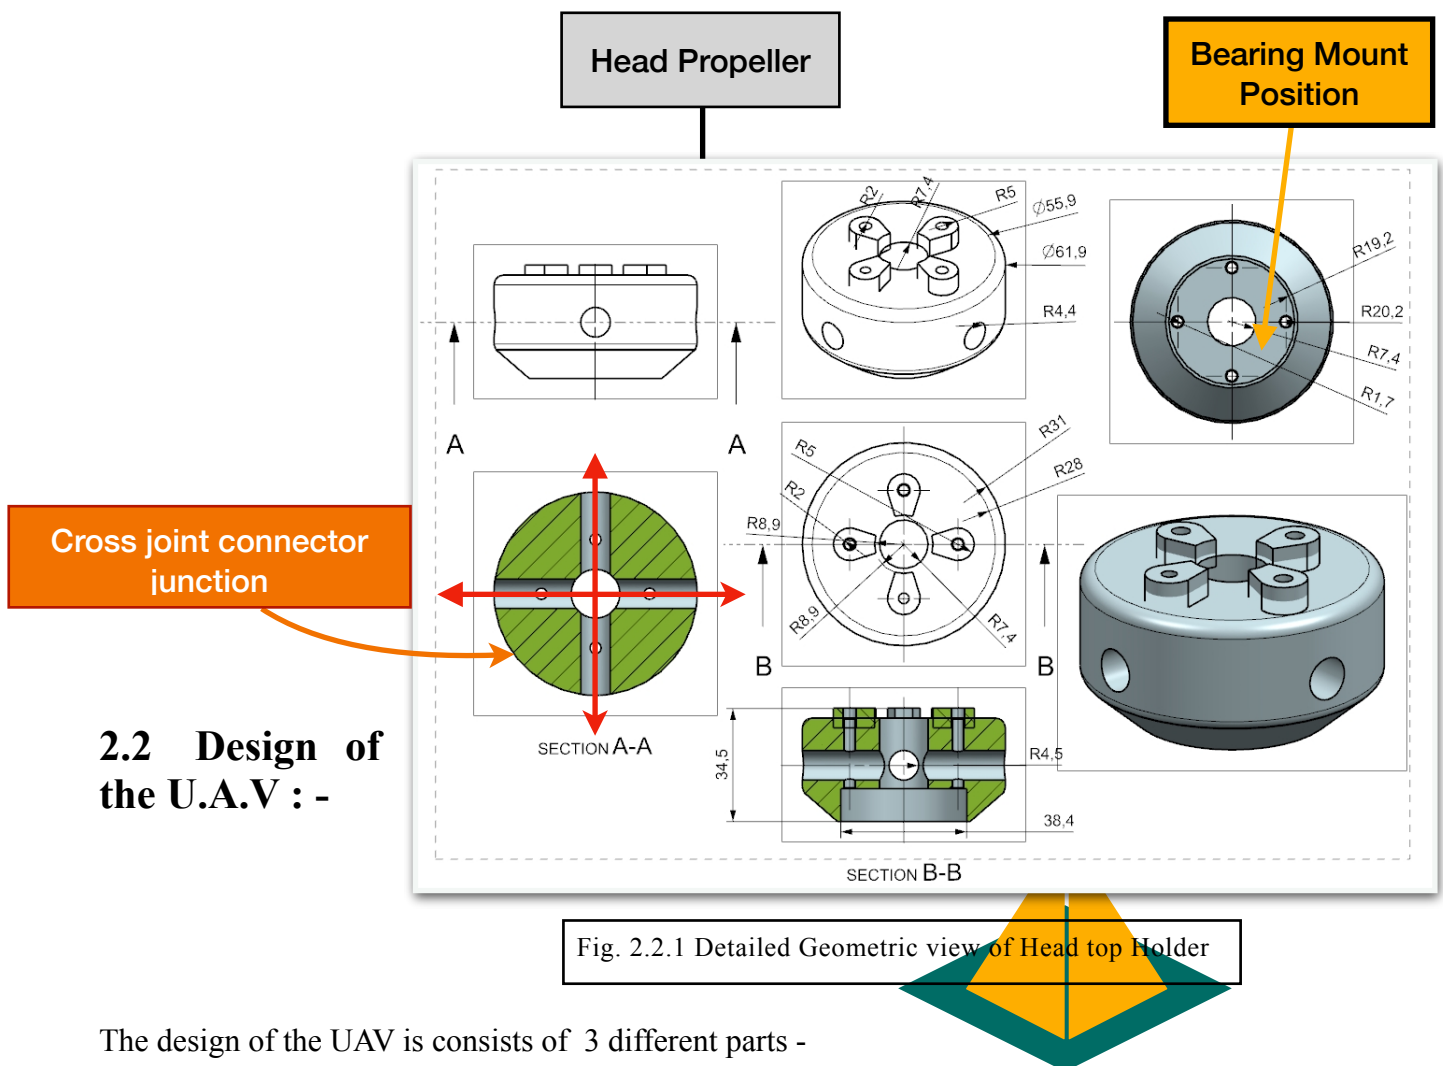 Head Propeller
Bearing Mount
Position
R2
R7,4
R5
∅55,9
∅61,9
R4,4
R19,2
R20,2
R7,4
R1,7
A
A
R5
R31
R28
R2
R8,9
R8,9
R7,4
B
B
Cross joint connector
junction
SECTION A-A
34,5
R4,5
38,4
SECTION B-B
2.2 Design of
the U.A.V : -
Fig. 2.2.1 Detailed Geometric view of Head top Holder
The design of the UAV is consists of 3 different parts -